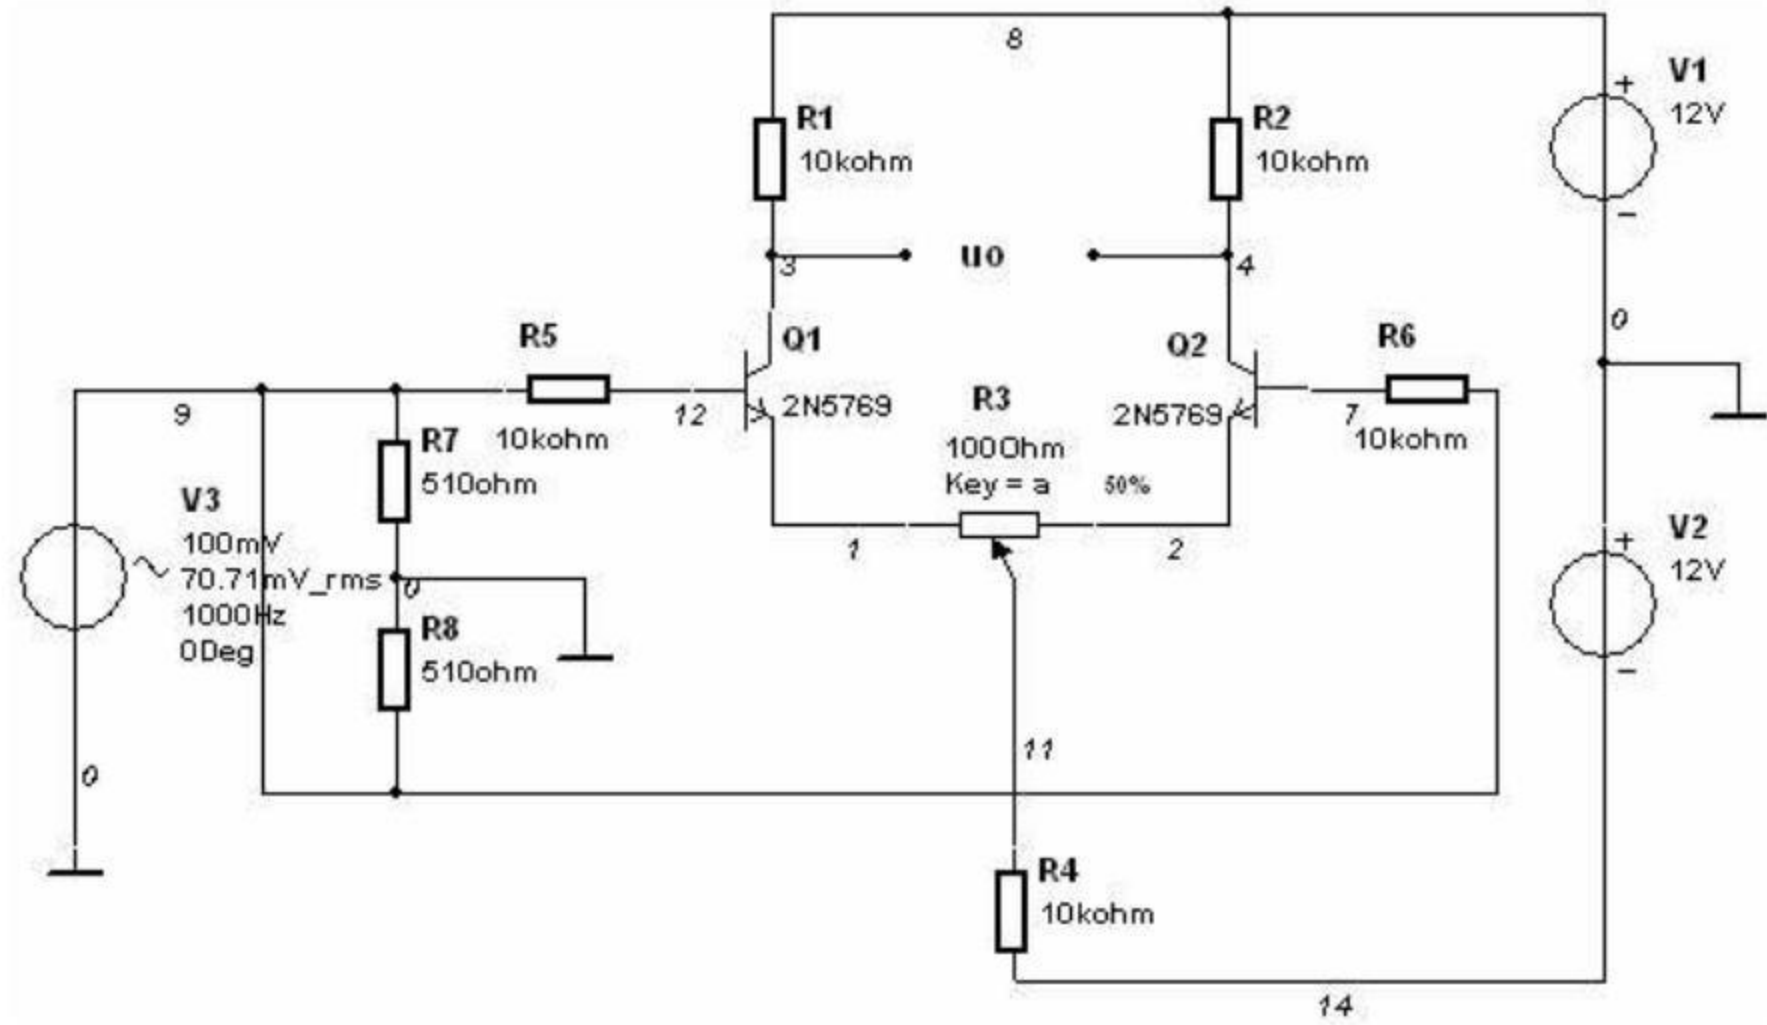 8
V1
12V
R1
10kohm
R2
10kohm
3
uo
4
0
R5
10kohm
Q1
2N5769
Q2
2N5769
R6
10kohm
9
12
7
R7
510ohm
R3
100Ohm
Key = a
50%
V3
100mV
70.71mV_rms
1000Hz
0Deg
0
1
2
V2
12V
R8
510ohm
0
11
R4
10kohm
14